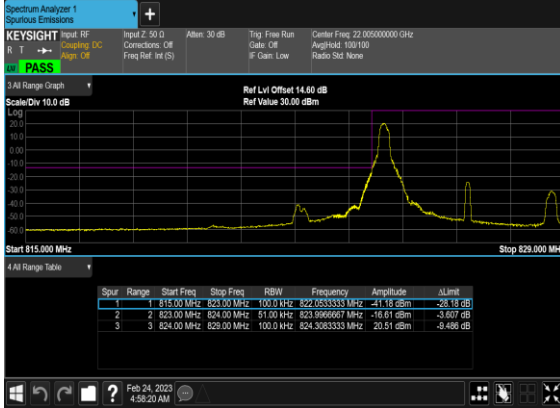 Spectrum Analyzer 1
Spurious Emissions
+
KEYSIGHT Input: RF Input Z: 50 Ω Atten: 30 dB Trig: Free Run Center Freq: 22.005000000 GHz
R T Coupling: DC Corrections: Off Gate: Off Avg|Hold: 100/100
Align: Off Freq Ref: Int (S) IF Gain: Low Radio Std: None
LXI PASS
3 All Range Graph
Ref Lvl Offset 14.60 dB
Scale/Div 10.0 dB Ref Value 30.00 dBm
Log
20.0
10.0
0.00
-10.0
-20.0
-30.0
-40.0
-50.0
-60.0
Start 815.000 MHz Stop 829.000 MH
4 All Range Table
Spur Range Start Freq Stop Freq RBW Frequency Amplitude ΔLimit
1 1 815.00 MHz 823.00 MHz 100.0 kHz 822.0533333 MHz -41.18 dBm -28.18 dB
2 2 823.00 MHz 824.00 MHz 51.00 kHz 823.9966667 MHz -16.61 dBm -3.607 dB
3 3 824.00 MHz 829.00 MHz 100.0 kHz 824.3083333 MHz 20.51 dBm -9.486 dB
? Feb 24, 2023
4:58:20 AM